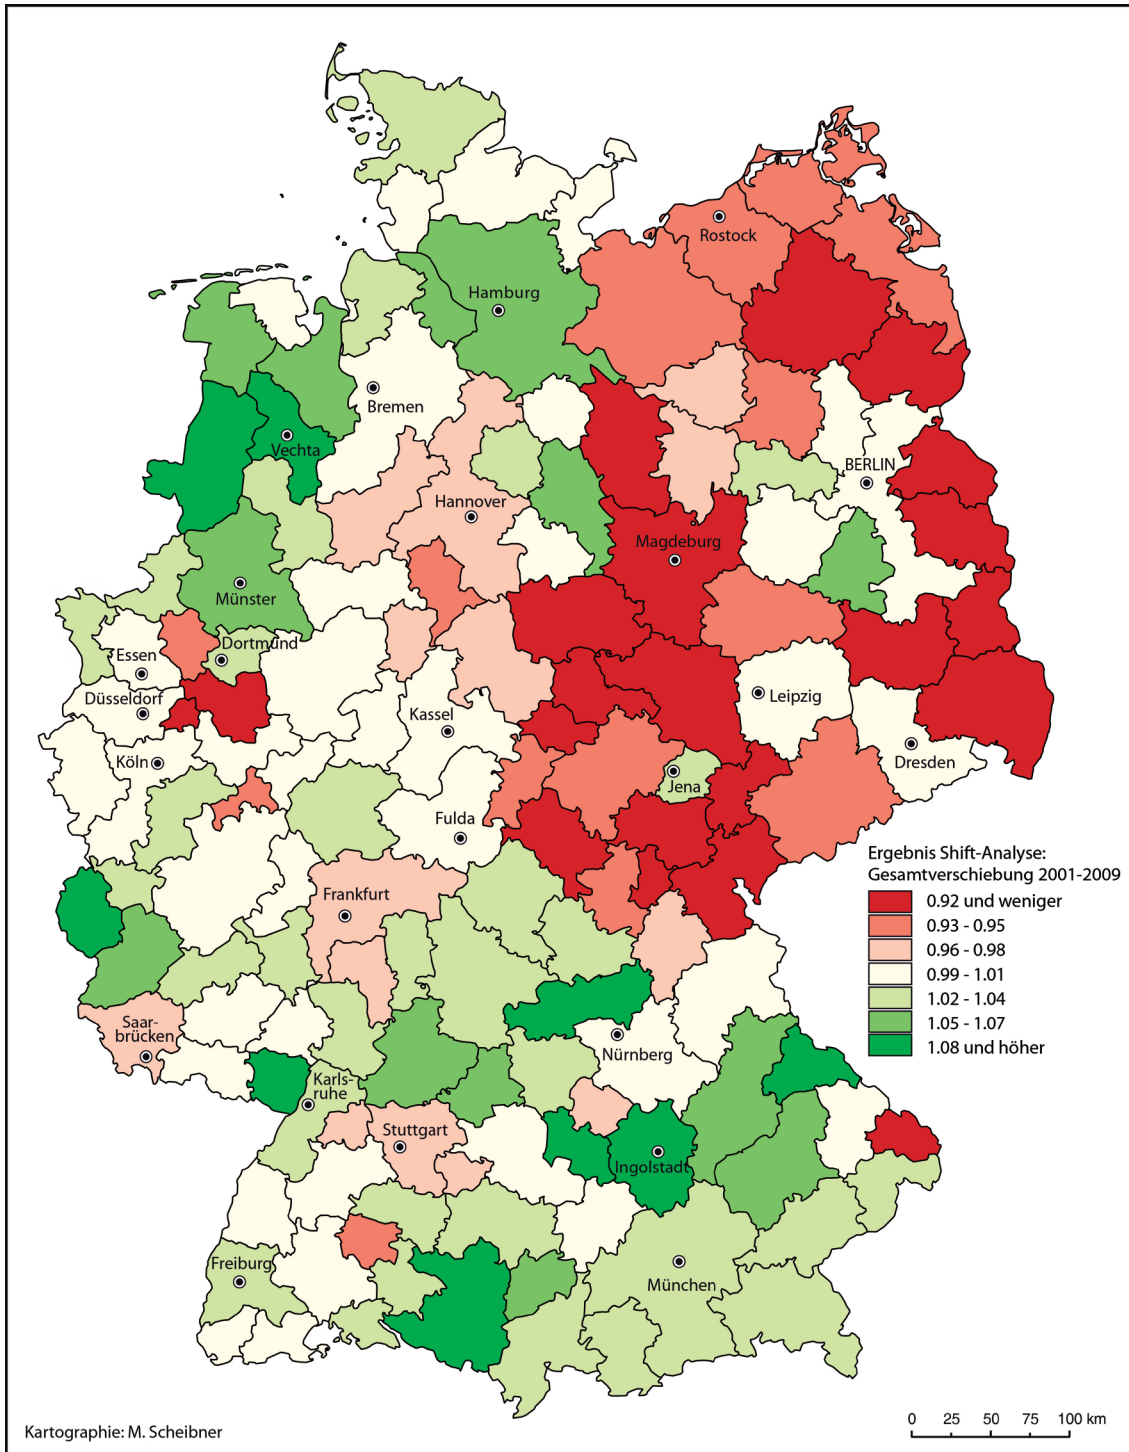 Rostock
Hamburg
Bremen
Vechta
BERLIN
Hannover
Magdeburg
Münster
Dortmund
Essen
Düsseldorf
Leipzig
Kassel
Köln
Dresden
Jena
Fulda
Ergebnis Shift-Analyse:
Gesamtverschiebung 2001-2009
0.92 und weniger
0.93 - 0.95
0.96 - 0.98
0.99 - 1.01
1.02 - 1.04
1.05 - 1.07
1.08 und höher
Frankfurt
Saar-
brücken
Nürnberg
Karls-
ruhe
Stuttgart
Ingolstadt
Freiburg
München
Kartographie: M. Scheibner
0 25 50 75 100 km